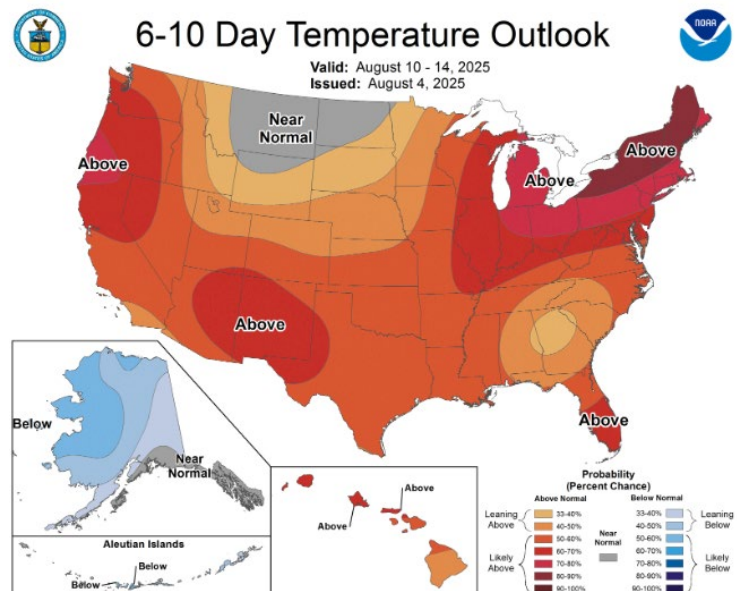 6-10 Day Temperature Outlook
NOAA
Valid: August 10 - 14, 2025
Issued: August 4, 2025
Near
Normal
Above
Above
Above
Above
Above
Below
Near
Normal
Aleutian Islands
Below
Below
Above
Above
Probability
(Percent Chance)
Above Normal
Below Normal
Leaning
Above
33-40%
40-50%
50-60%
Likely
Above
60-70%
70-80%
80-90%
90-100%
Near
Normal
33-40%
40-50%
50-60%
60-70%
70-80%
80-90%
90-100%
Leaning
Below
Likely
Below